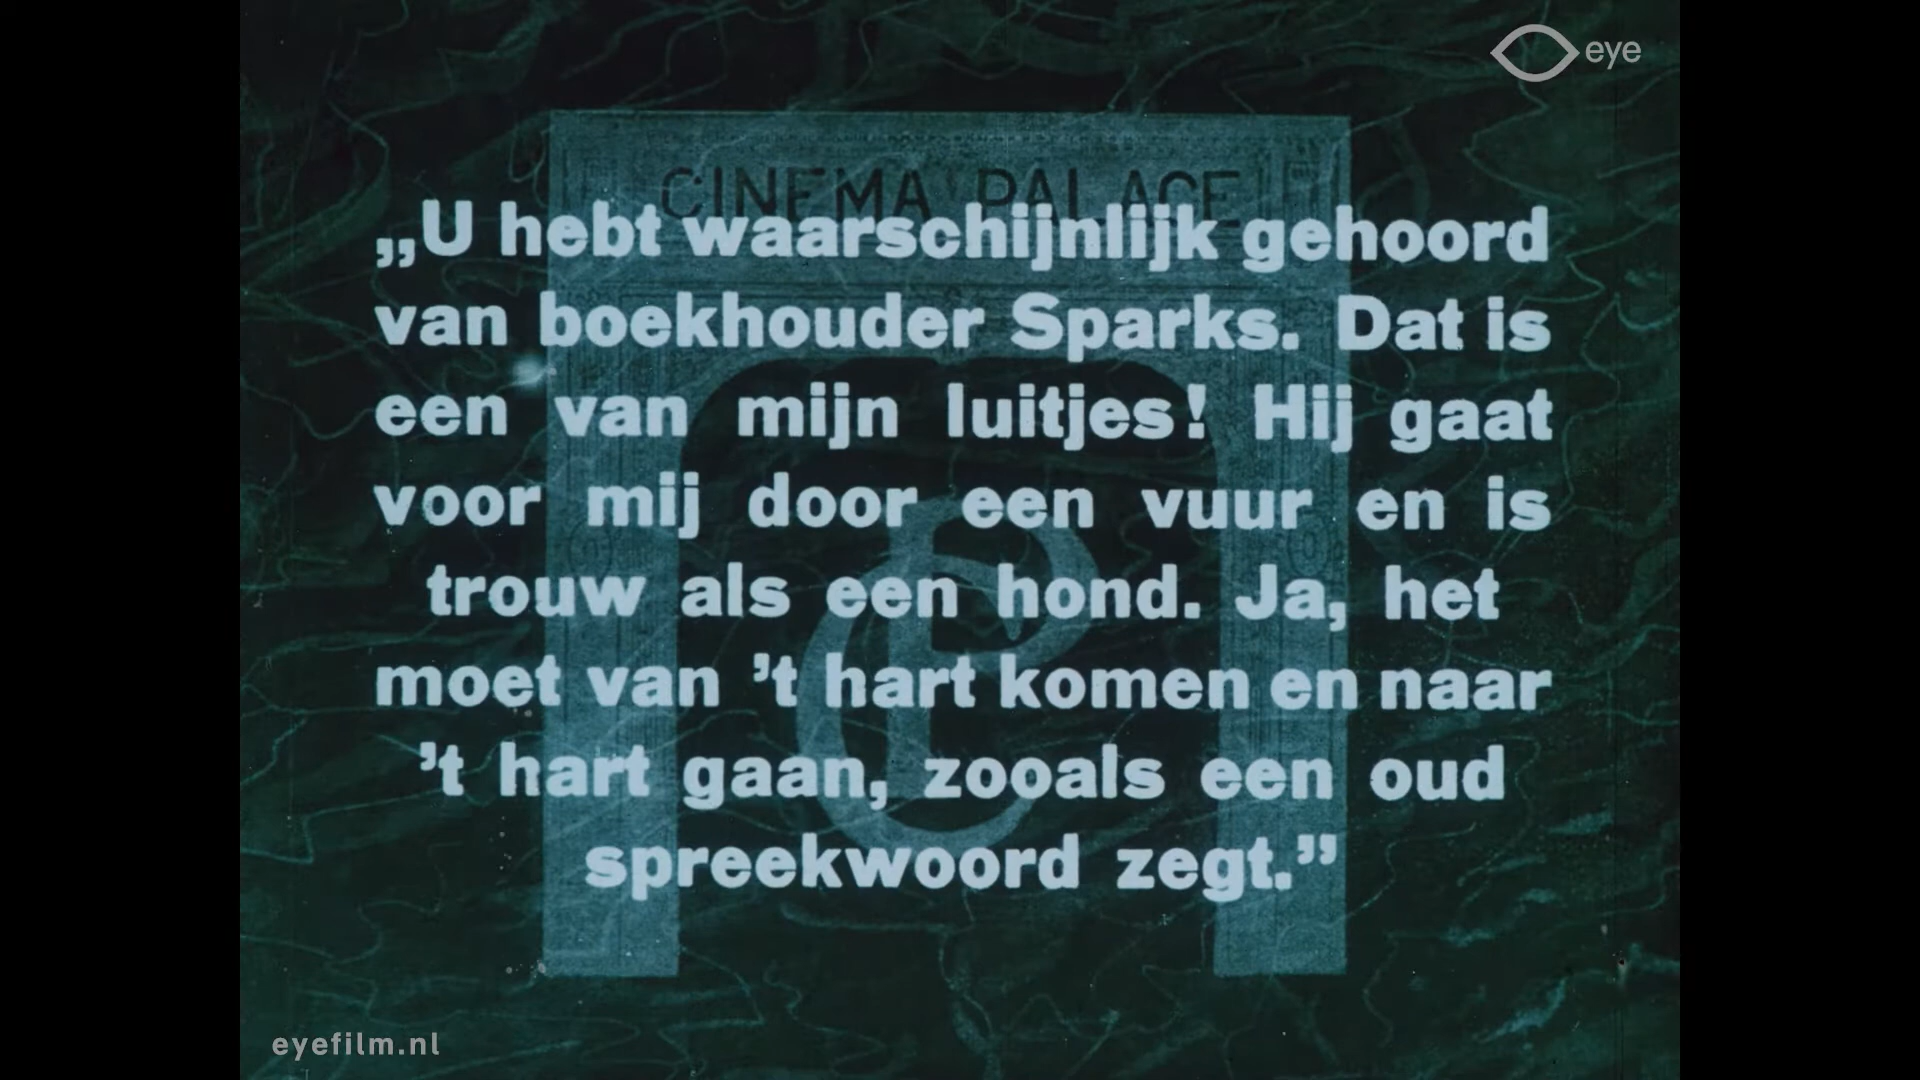 eye
CINEMA PALACE
„U hebt waarschijnlijk gehoord
van boekhouder Sparks. Dat is
een van mijn luitjes! Hij gaat
voor mij door een vuur en is
trouw als een hond. Ja, het
moet van ’t hart komen en naar
’t hart gaan, zooals een oud
spreekwoord zegt.”
eyefilm.nl